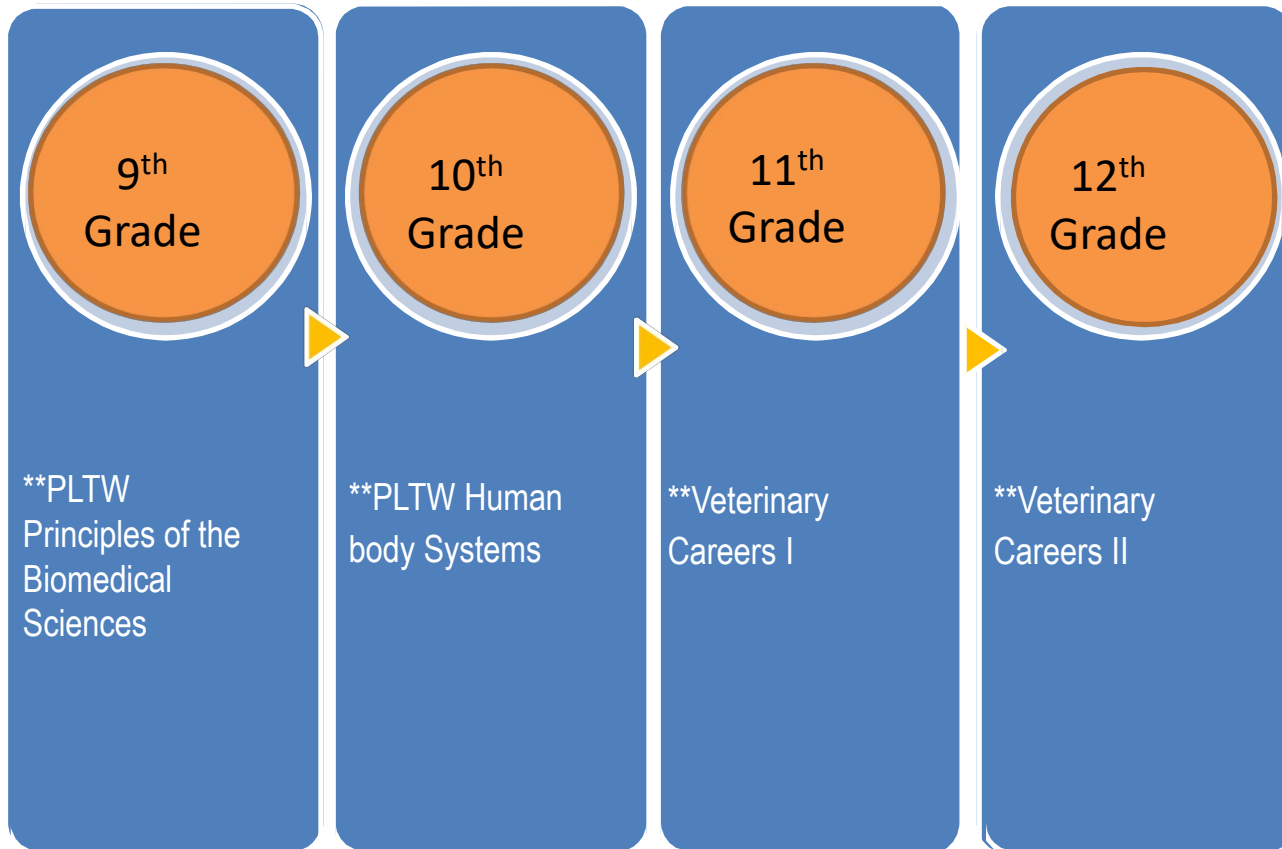 9th
Grade
10th
Grade
11th
Grade
12th
Grade
**PLTW
Principles of the
Biomedical
Sciences
**PLTW Human
body Systems
**Veterinary
Careers I
**Veterinary
Careers II